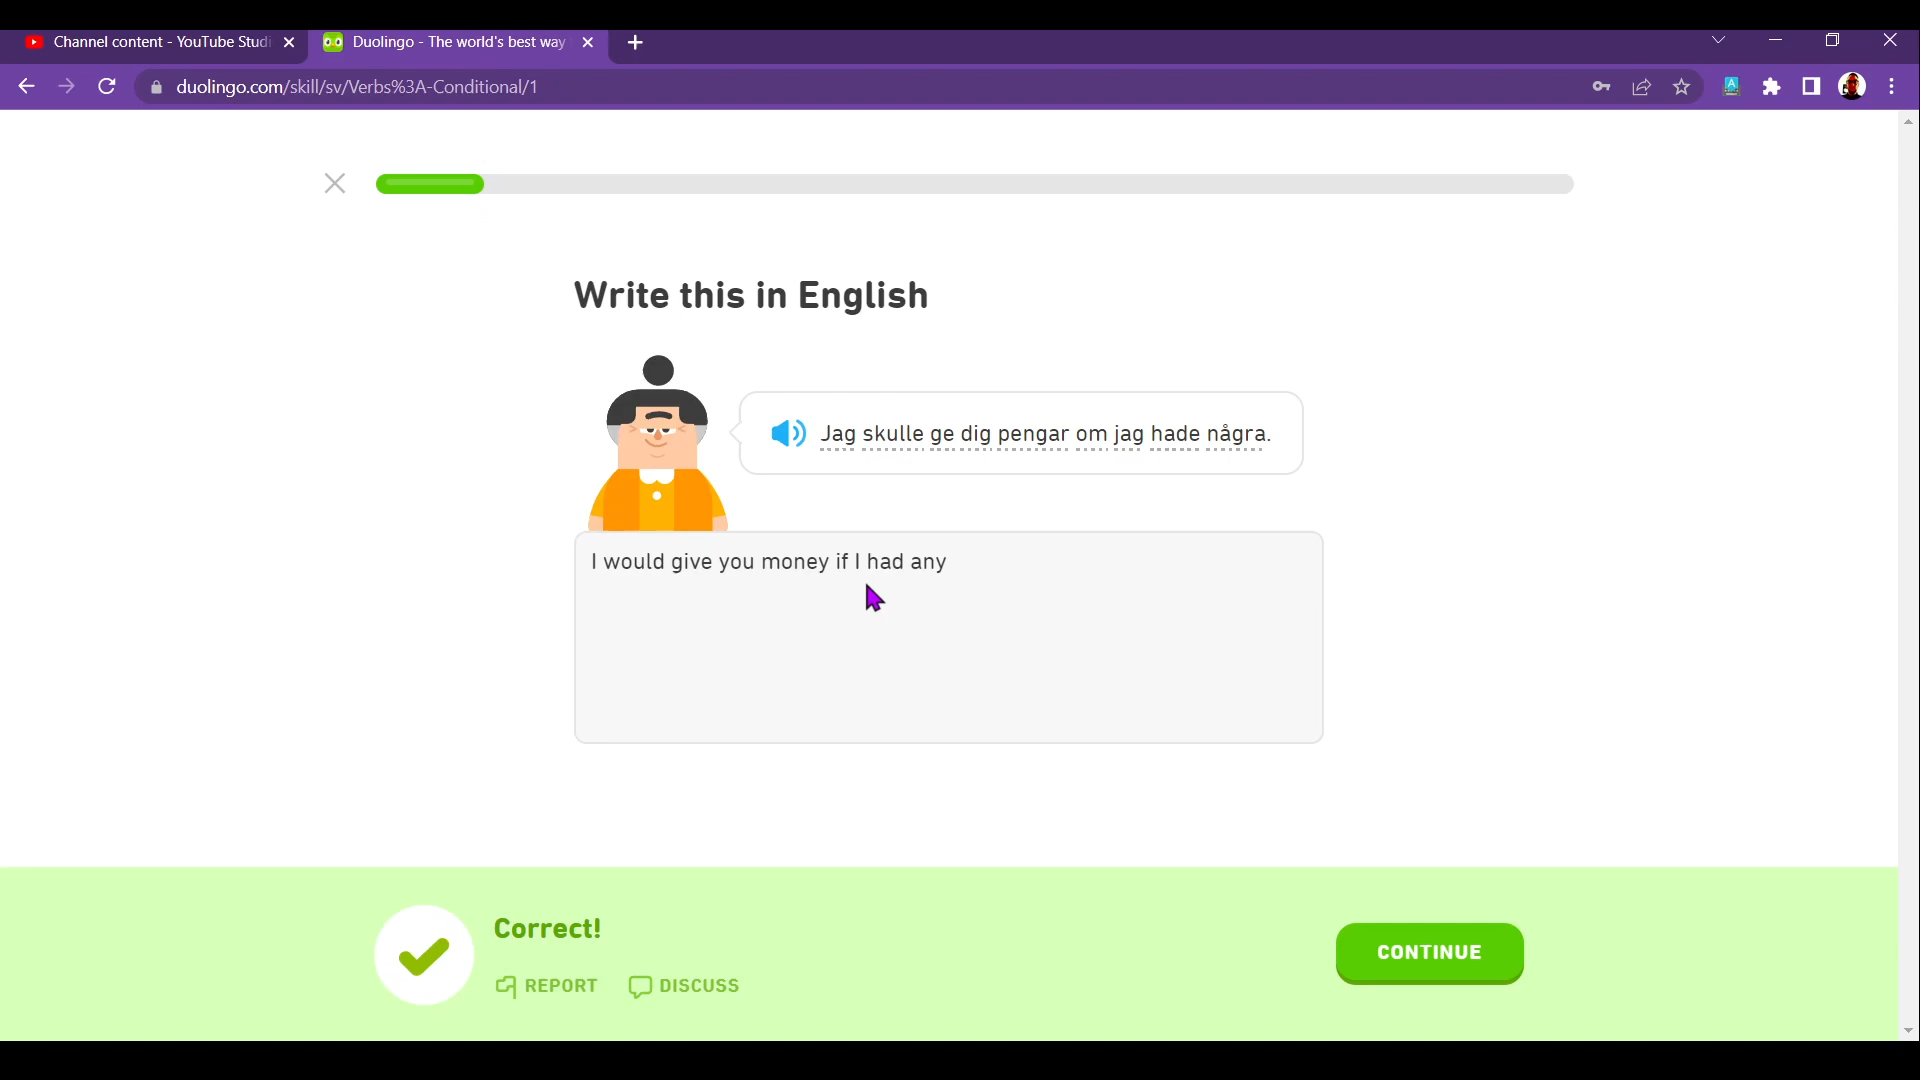 Channel content - YouTube Studi
Duolingo - The world's best way
duolingo.com/skill/sv/Verbs%3A-Conditional/1
Write this in English
Jag skulle ge dig pengar om jag hade några.
I would give you money if I had any
Correct!
REPORT DISCUSS
CONTINUE